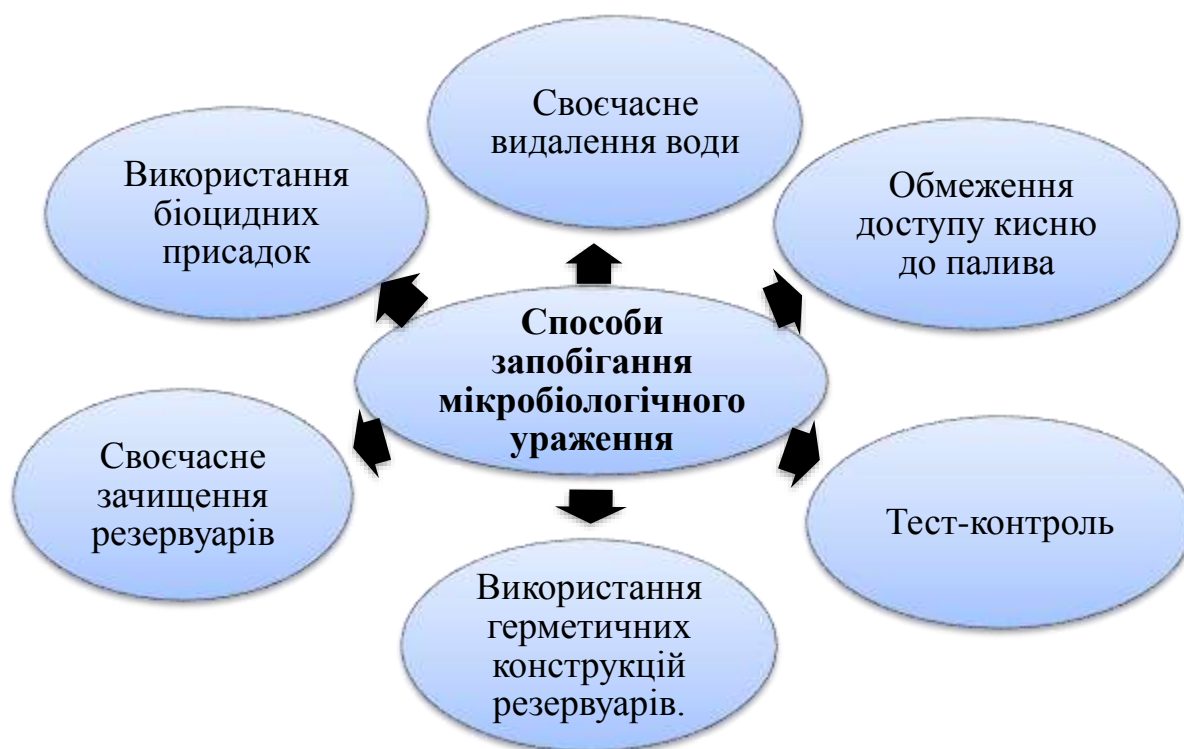 Своєчасне
видалення води
Використання
біоцидних
присадок
Обмеження
доступу кисню
до палива
Способи
запобігання
мікробіологічного
ураження
Своєчасне
зачищення
резервуарів
Тест-контроль
Використання
герметичних
конструкцій
резервуарів.